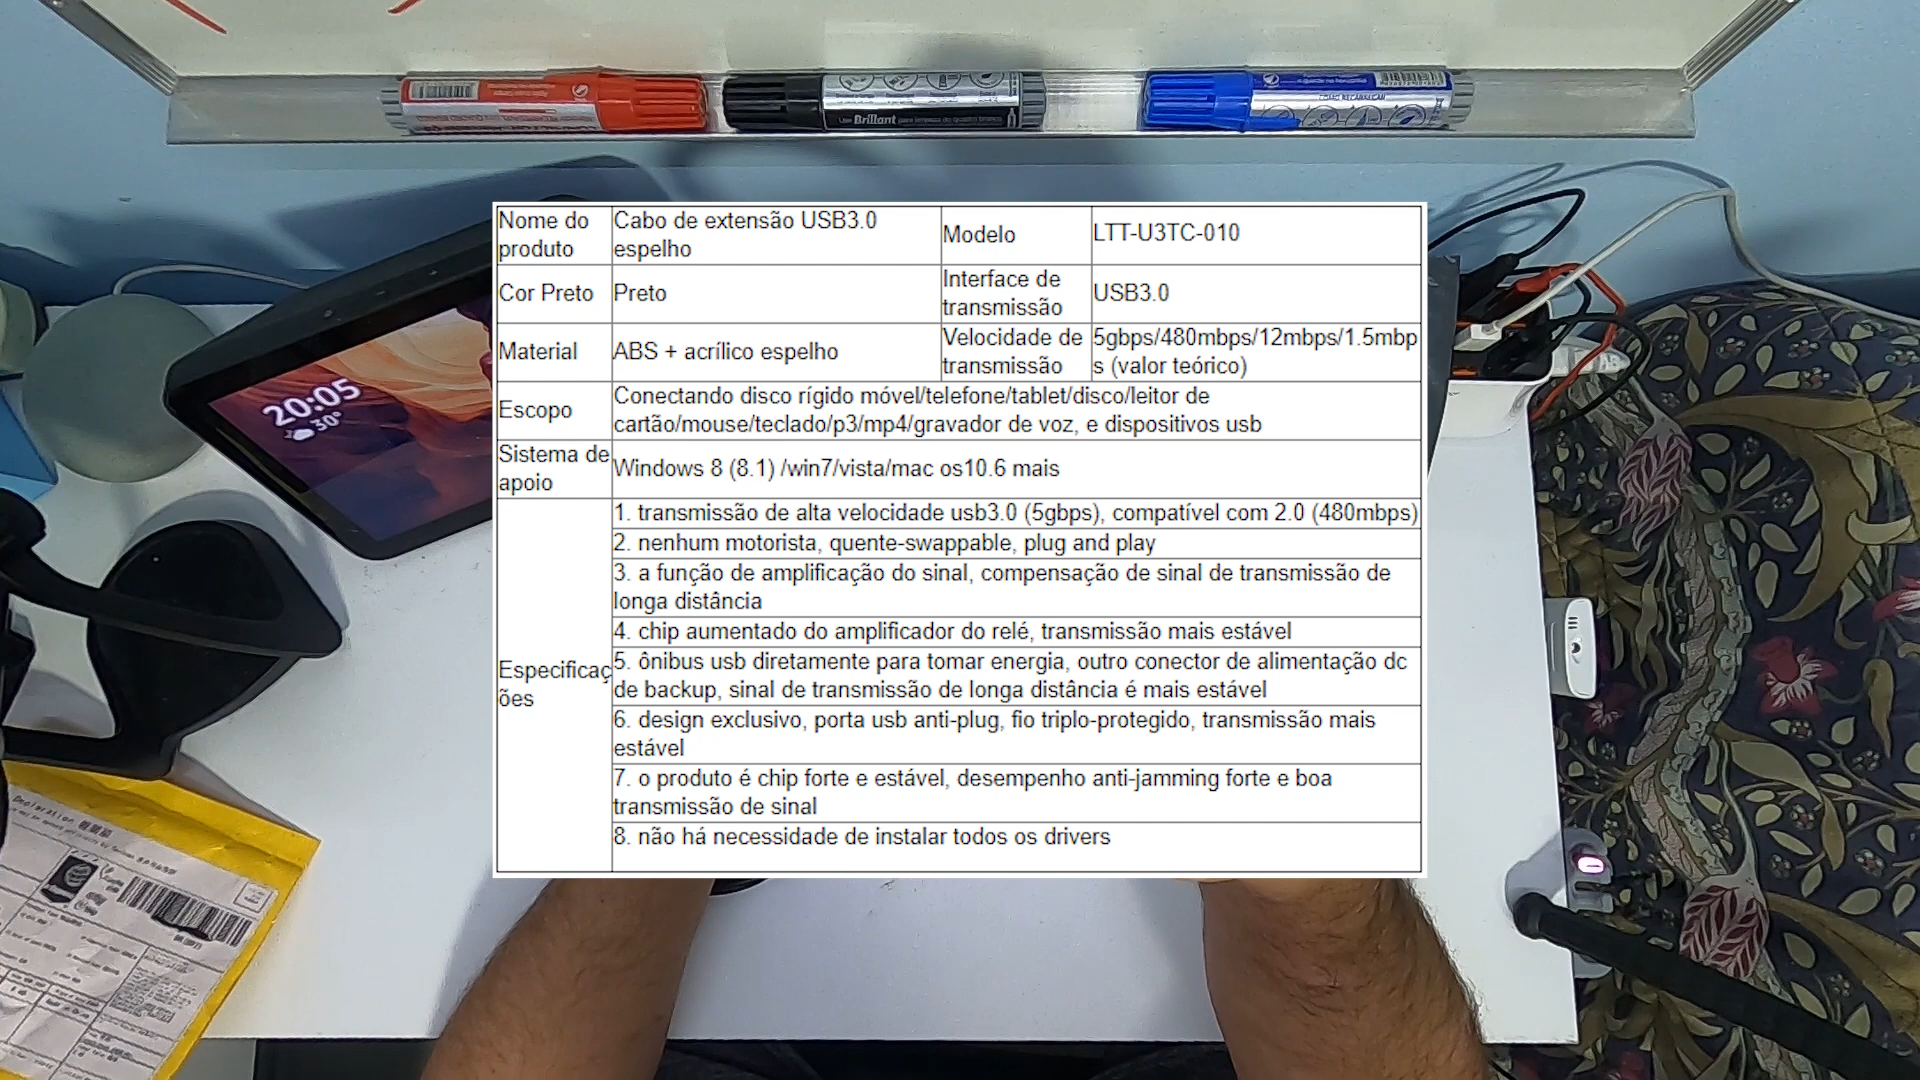 Use Brillant para limpeza de quadro branco
COMO RECARREGAR
20:05
30°
Nome do produto
Cabo de extensão USB3.0 espelho
Modelo
LTT-U3TC-010
Cor Preto
Preto
Interface de transmissão
USB3.0
Material
ABS + acrílico espelho
Velocidade de transmissão
5gbps/480mbps/12mbps/1.5mbp
s (valor teórico)
Escopo
Conectando disco rígido móvel/telefone/tablet/disco/leitor de
cartão/mouse/teclado/p3/mp4/gravador de voz, e dispositivos usb
Sistema de apoio
Windows 8 (8.1) /win7/vista/mac os10.6 mais
Especificaç
ões
1. transmissão de alta velocidade usb3.0 (5gbps), compatível com 2.0 (480mbps)
2. nenhum motorista, quente-swappable, plug and play
3. a função de amplificação do sinal, compensação de sinal de transmissão de
longa distância
4. chip aumentado do amplificador do relé, transmissão mais estável
5. ônibus usb diretamente para tomar energia, outro conector de alimentação dc
de backup, sinal de transmissão de longa distância é mais estável
6. design exclusivo, porta usb anti-plug, fio triplo-protegido, transmissão mais
estável
7. o produto é chip forte e estável, desempenho anti-jamming forte e boa
transmissão de sinal
8. não há necessidade de instalar todos os drivers
Declaration